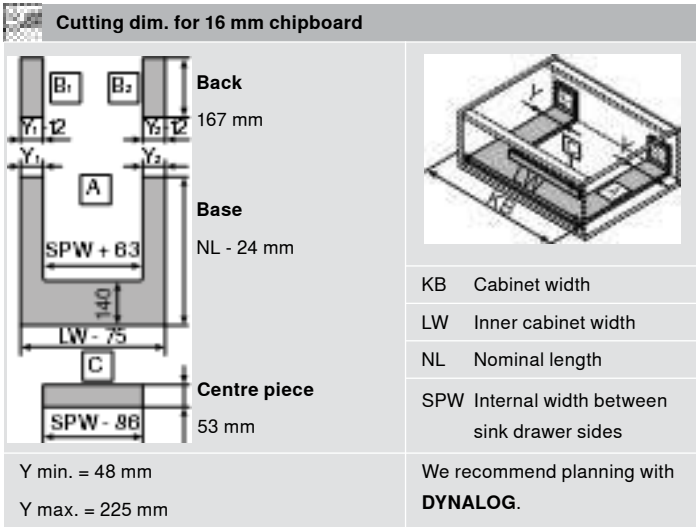 Cutting dim. for 16 mm chipboard
B1
B2
Back
167 mm
Y1-12
Y2-12
Y1
Y2
A
Base
SPW + 63
NL - 24 mm
140
LW - 75
C
Centre piece
SPW - 86
53 mm
Y min. = 48 mm
Y max. = 225 mm
Y
LW
KB
KB Cabinet width
LW Inner cabinet width
NL Nominal length
SPW Internal width between
sink drawer sides
We recommend planning with
DYNALOG.